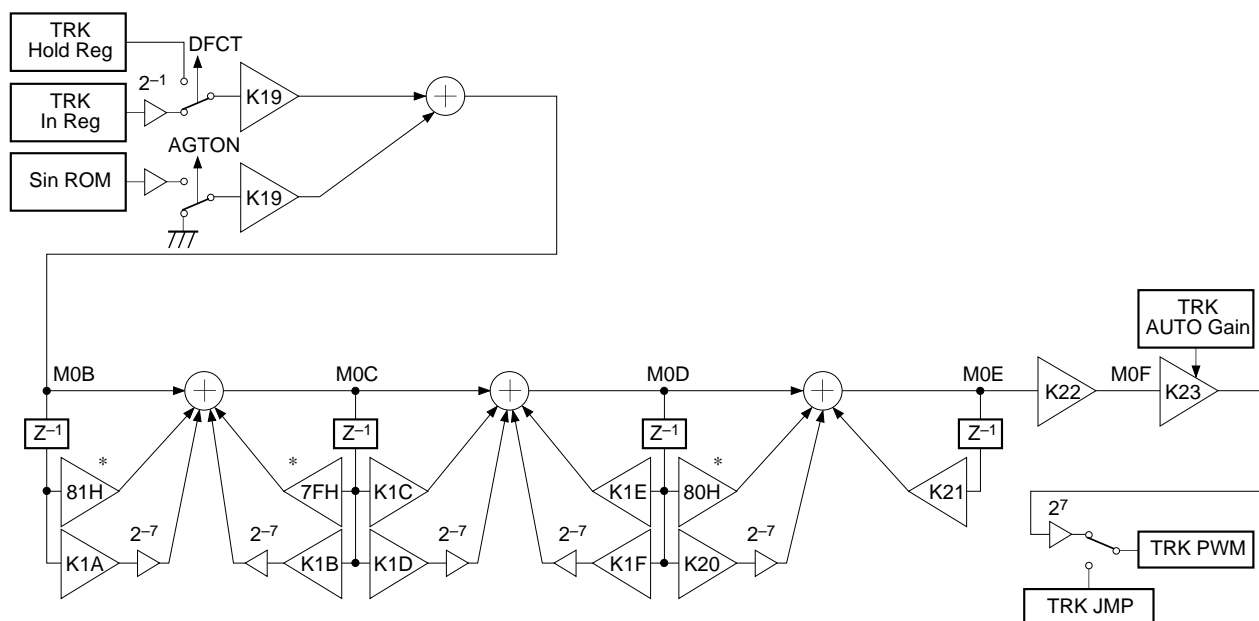 TRK
Hold Reg
DFCT
2–1
K19
TRK
In Reg
AGTON
Sin ROM
K19
TRK
AUTO Gain
M0B
M0C
M0D
M0E
K22
M0F
K23
Z–1
Z–1
Z–1
Z–1
*
*
*
81H
7FH
K1C
K1E
80H
K21
2–7
2–7
2–7
2–7
2–7
K1A
K1B
K1D
K1F
K20
27
TRK PWM
TRK JMP